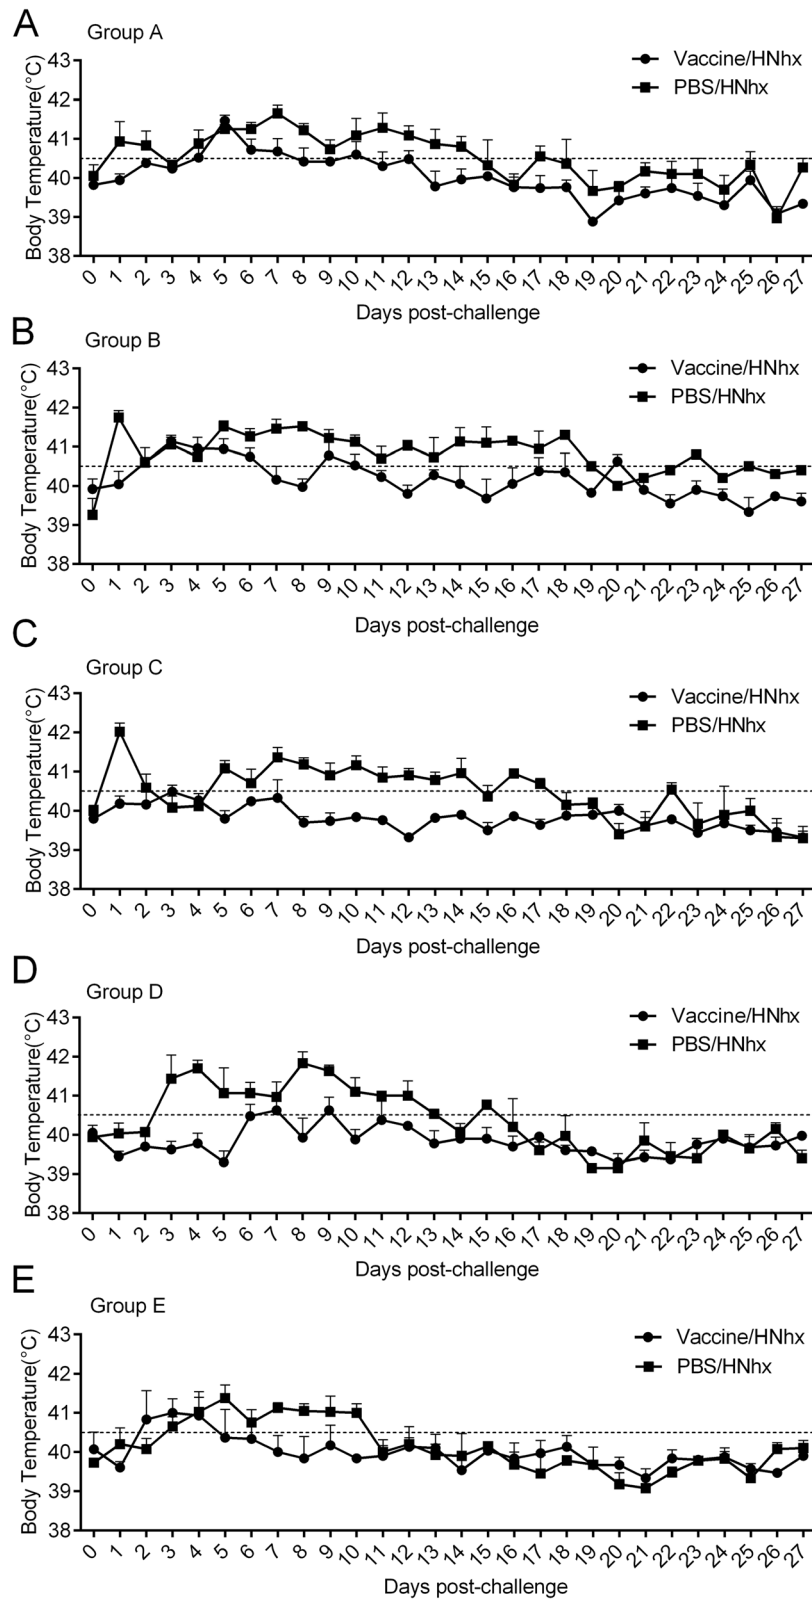 A
Group A
Vaccine/HNhx
PBS/HNhx
Body Temperature(°C)
43
42
41
40
39
38
0 1 2 3 4 5 6 7 8 9 10 11 12 13 14 15 16 17 18 19 20 21 22 23 24 25 26 27
Days post-challenge
B
Group B
Vaccine/HNhx
PBS/HNhx
Body Temperature(°C)
43
42
41
40
39
38
0 1 2 3 4 5 6 7 8 9 10 11 12 13 14 15 16 17 18 19 20 21 22 23 24 25 26 27
Days post-challenge
C
Group C
Vaccine/HNhx
PBS/HNhx
Body Temperature(°C)
43
42
41
40
39
38
0 1 2 3 4 5 6 7 8 9 10 11 12 13 14 15 16 17 18 19 20 21 22 23 24 25 26 27
Days post-challenge
D
Group D
Vaccine/HNhx
PBS/HNhx
Body Temperature(°C)
43
42
41
40
39
38
0 1 2 3 4 5 6 7 8 9 10 11 12 13 14 15 16 17 18 19 20 21 22 23 24 25 26 27
Days post-challenge
E
Group E
Vaccine/HNhx
PBS/HNhx
Body Temperature(°C)
43
42
41
40
39
38
0 1 2 3 4 5 6 7 8 9 10 11 12 13 14 15 16 17 18 19 20 21 22 23 24 25 26 27
Days post-challenge